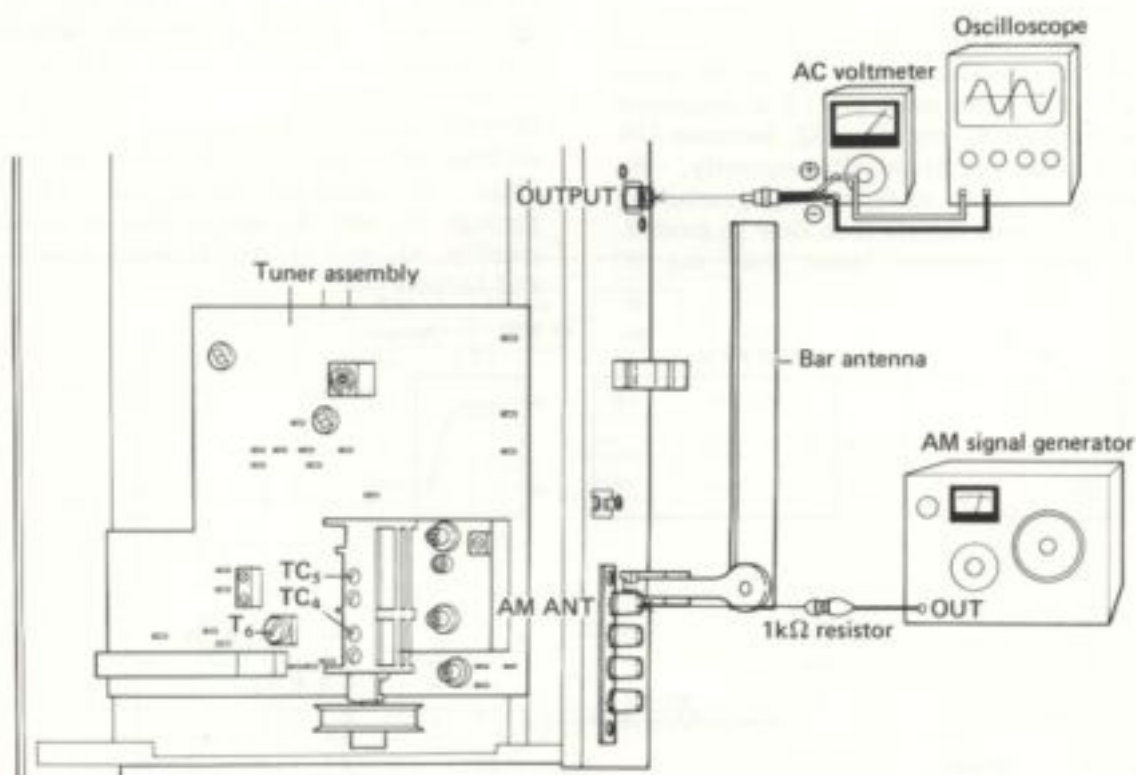 Oscilloscope
AC voltmeter
⊕
OUTPUT
⊖
Tuner assembly
Bar antenna
AM signal generator
TC₅
TC₄
AM ANT
T₆
OUT
1kΩ resistor